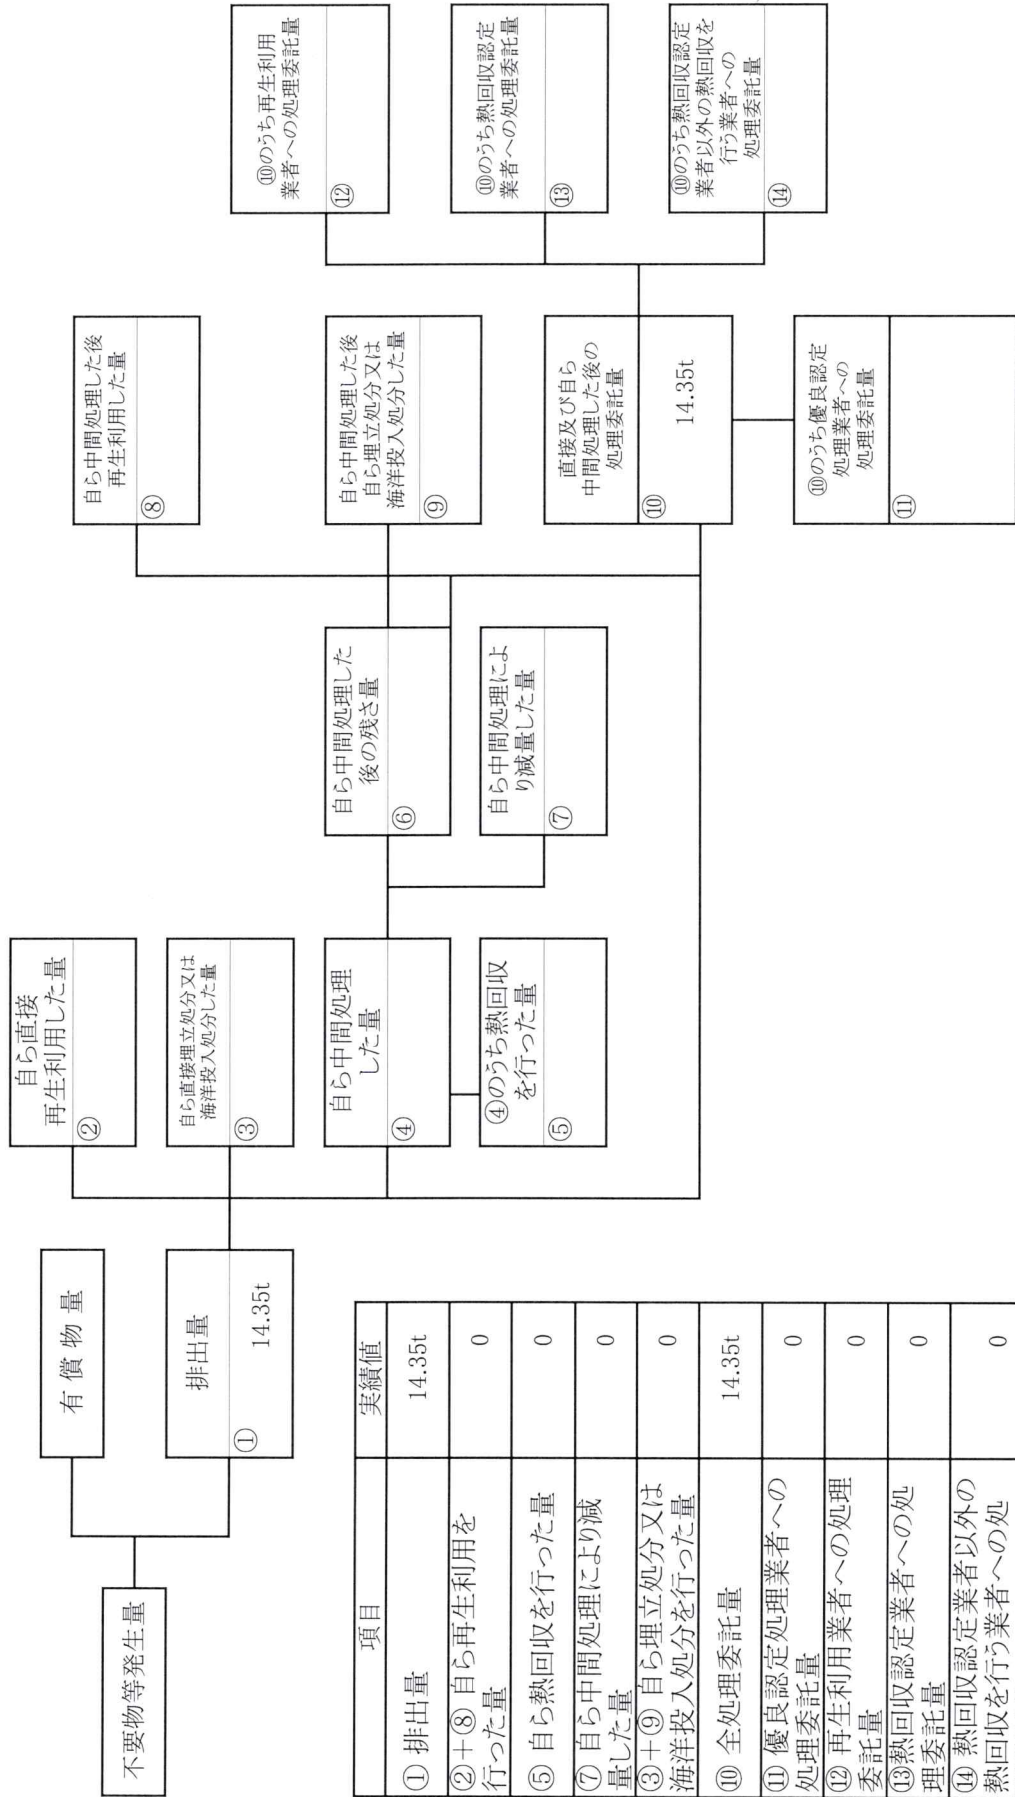 不要物等発生量
有 償 物 量
排出量
①
14.35t
自ら直接
再生利用した量
②
自ら直接埋立処分又は
海洋投入処分した量
③
自ら中間処理
した量
④
④のうち熱回収
を行った量
⑤
自ら中間処理した
後の残さ量
⑥
自ら中間処理によ
り減量した量
⑦
自ら中間処理した後
再生利用した量
⑧
自ら中間処理した後
自ら埋立処分又は
海洋投入処分した量
⑨
直接及び自ら
中間処理した後の
処理委託量
⑩
14.35t
⑩のうち優良認定
処理業者への
処理委託量
⑪
⑩のうち再生利用
業者への処理委託量
⑫
⑩のうち熱回収認定
業者への処理委託量
⑬
⑩のうち熱回収認定
業者以外の熱回収を
行う業者への
処理委託量
⑭
項目 実績値
① 排出量 14.35t
②+⑧ 自ら再生利用を
行った量 0
⑤ 自ら熱回収を行った量 0
⑦ 自ら中間処理により減
量した量 0
③+⑨ 自ら埋立処分又は
海洋投入処分を行った量 0
⑩ 全処理委託量 14.35t
⑪ 優良認定処理業者への
処理委託量 0
⑫ 再生利用業者への処理
委託量 0
⑬熱回収認定業者への処
理委託量 0
⑭ 熱回収認定業者以外の
熱回収を行う業者への処 0